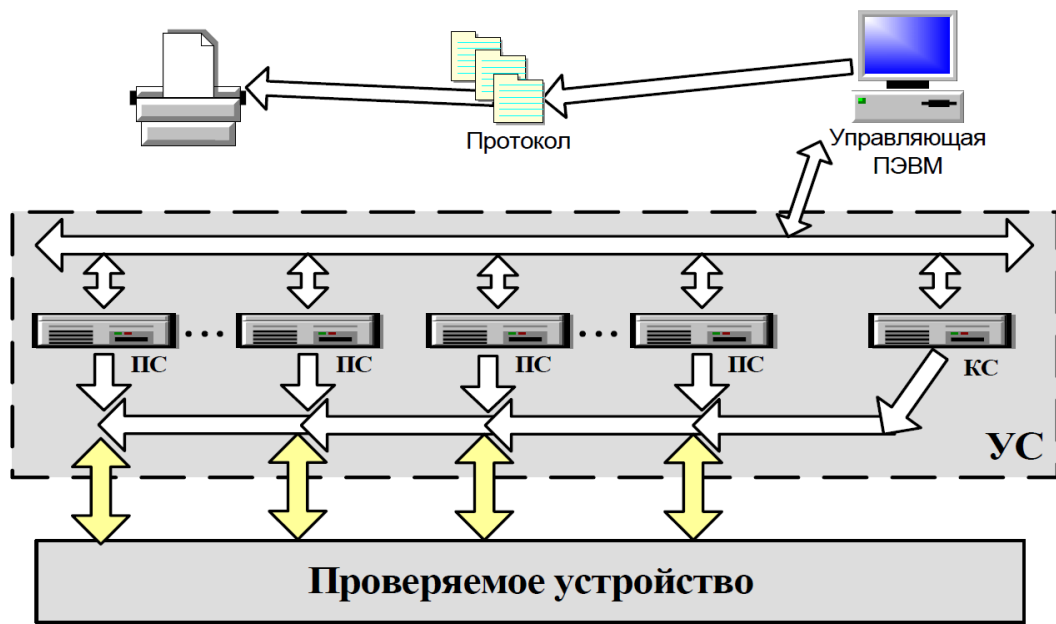 Протокол
Управляющая
ПЭВМ
ПС
ПС
ПС
ПС
КС
УС
Проверяемое устройство